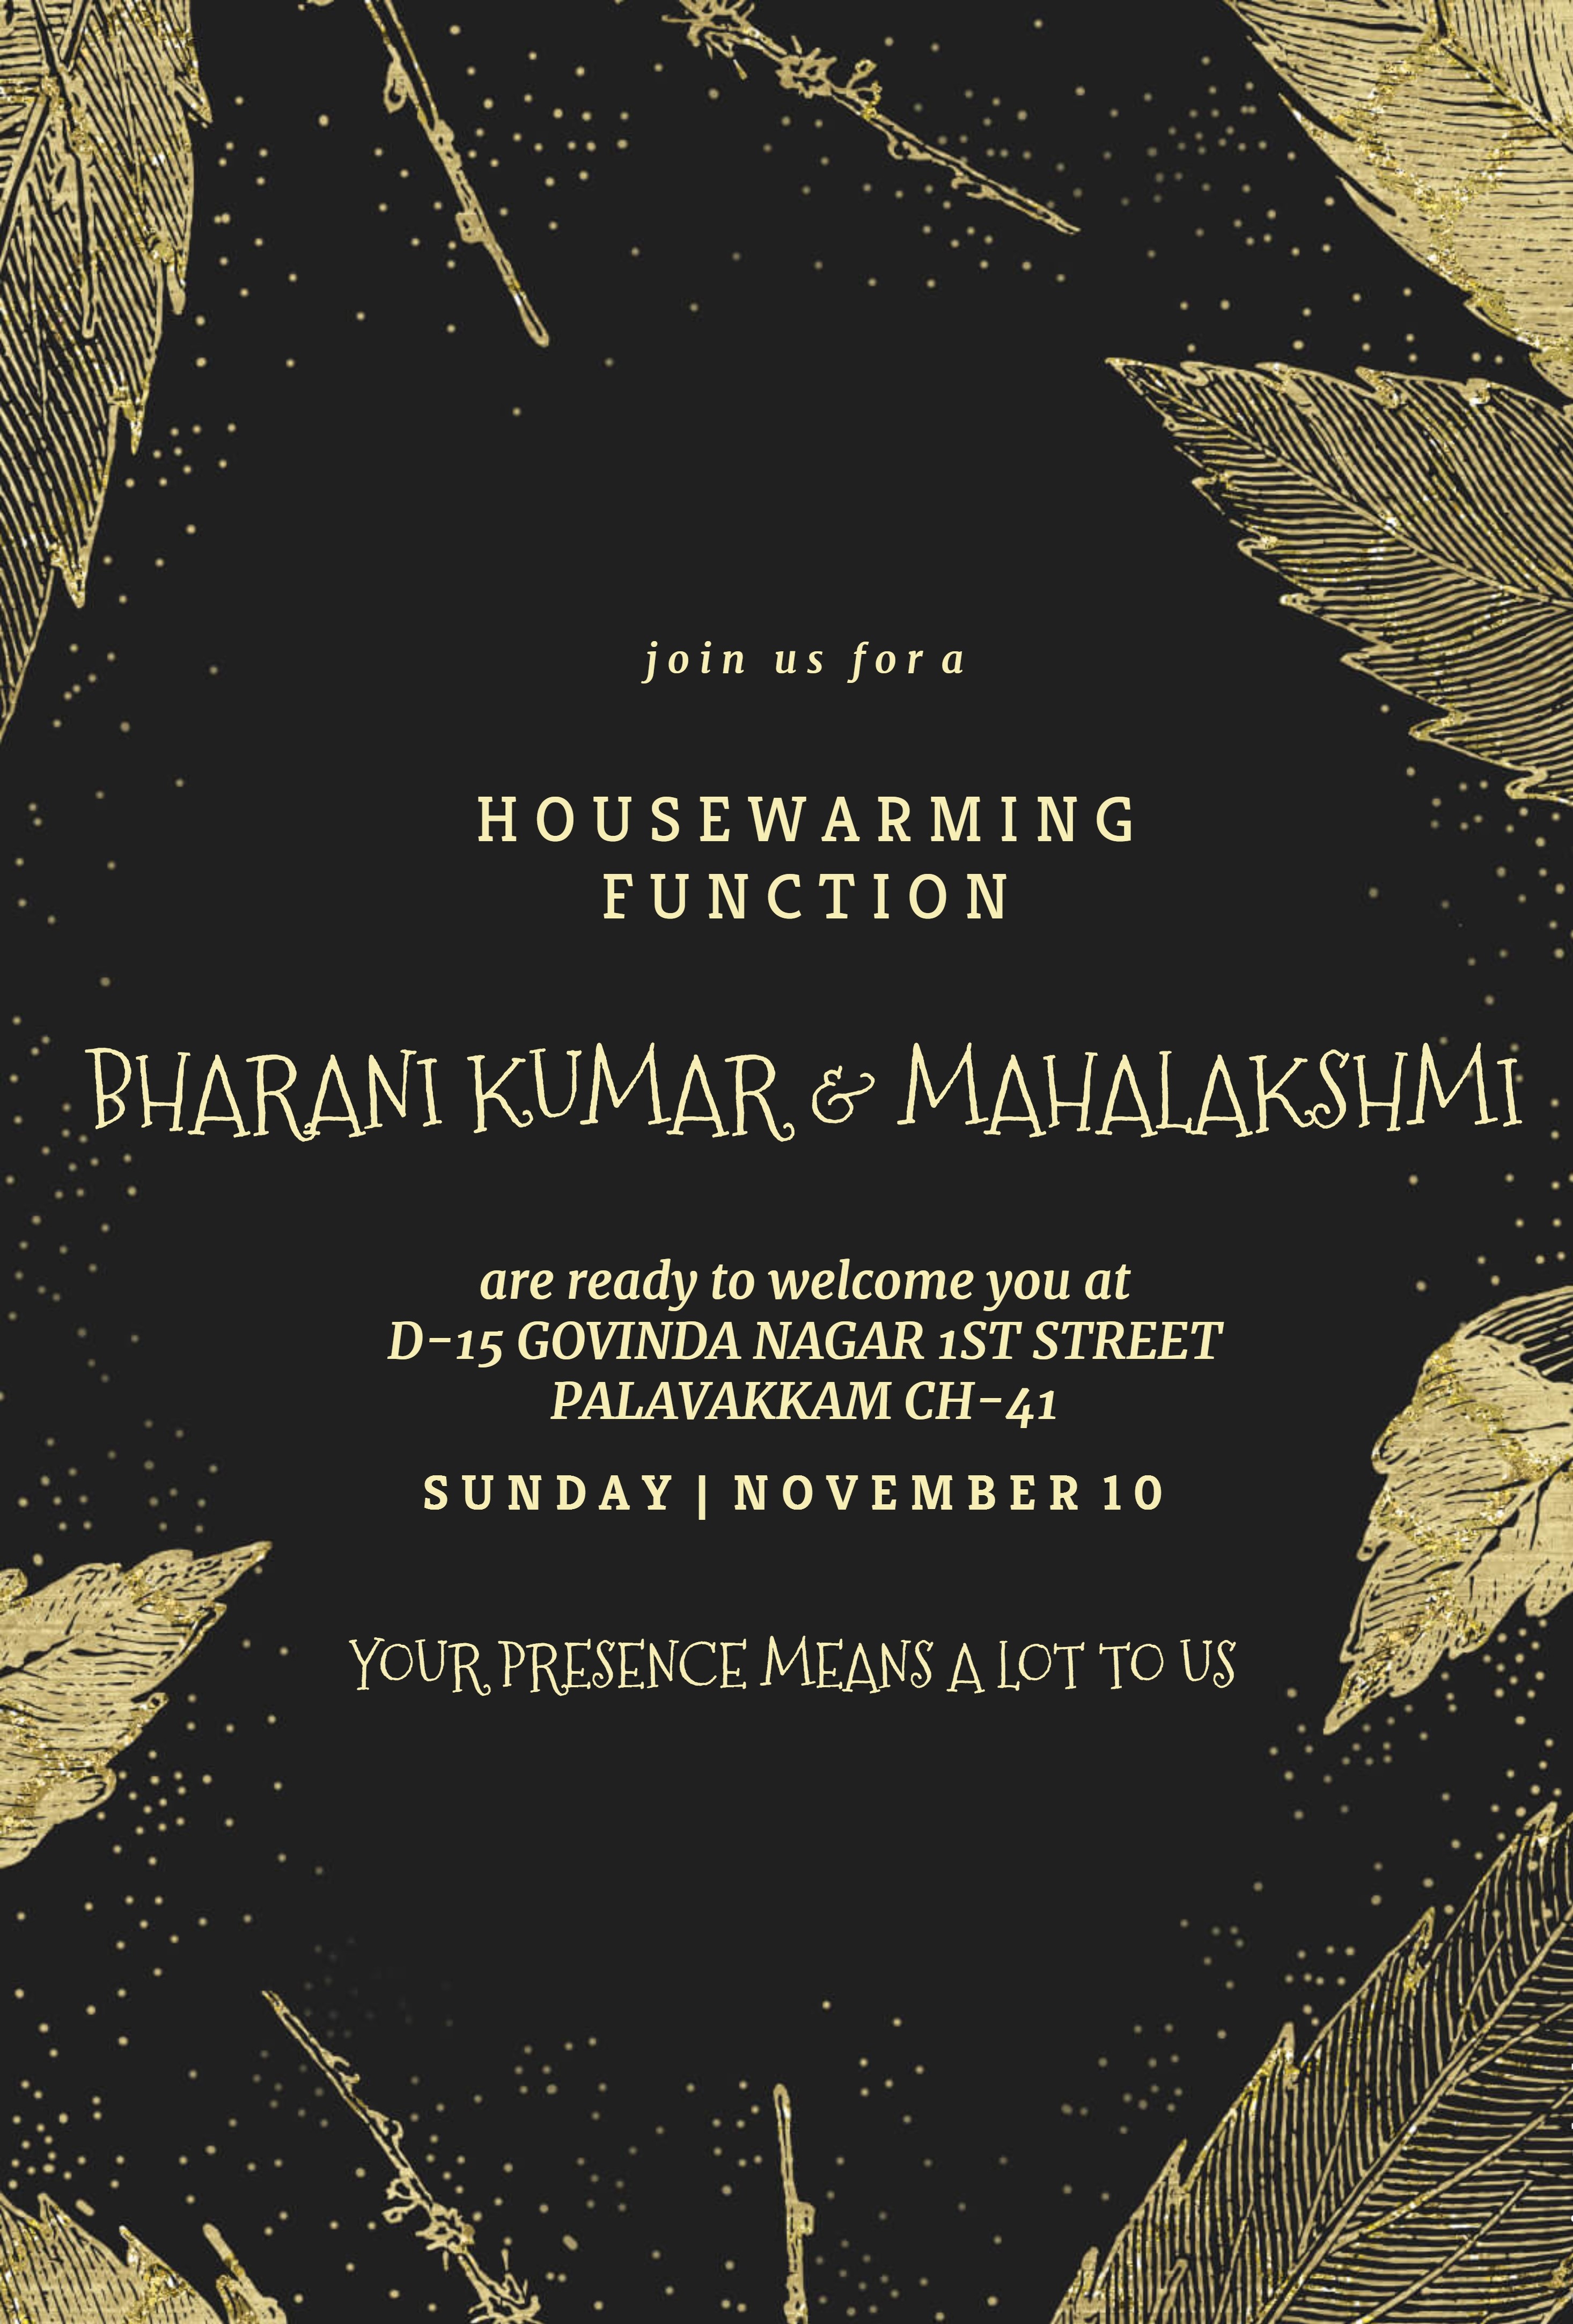 join us for a
HOUSEWARMING
FUNCTION
BHARANI KUMAR & MAHALAKSHMI
are ready to welcome you at
D-15 GOVINDA NAGAR 1ST STREET
PALAVAKKAM CH-41
SUNDAY | NOVEMBER 10
YOUR PRESENCE MEANS A LOT TO US